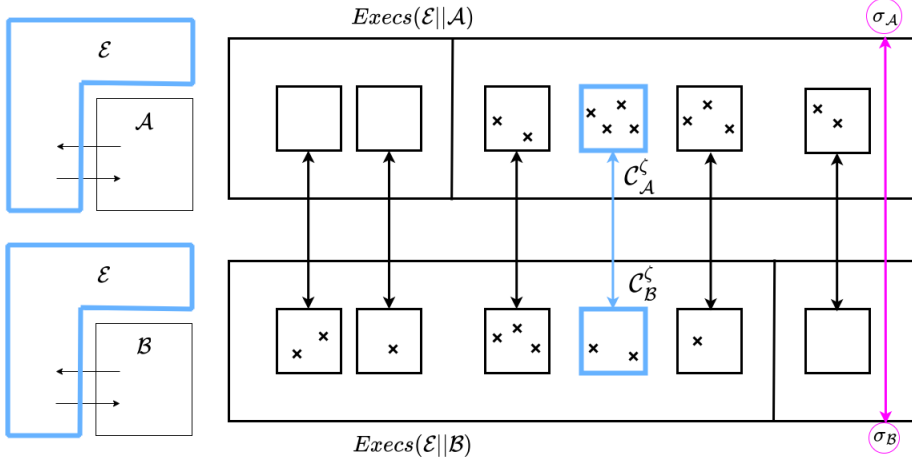 Execs(ℰ||𝒜)
σ_𝒜
ℰ
𝒜
𝒞_𝒜^ζ
ℰ
𝒞_ℬ^ζ
ℬ
Execs(ℰ||ℬ)
σ_ℬ